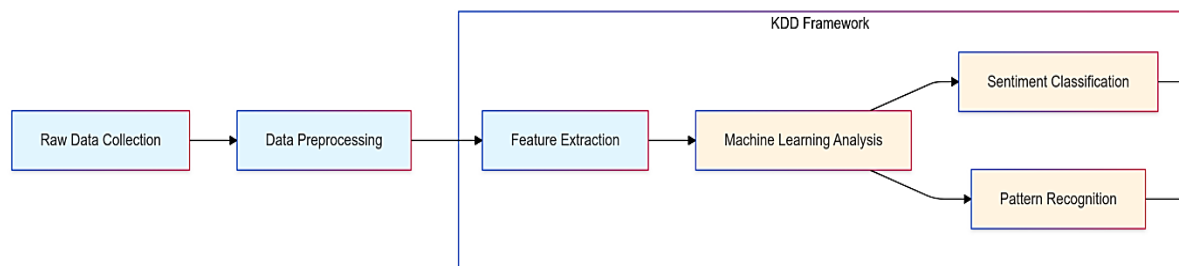 KDD Framework
Sentiment Classification
Raw Data Collection
Data Preprocessing
Feature Extraction
Machine Learning Analysis
Pattern Recognition